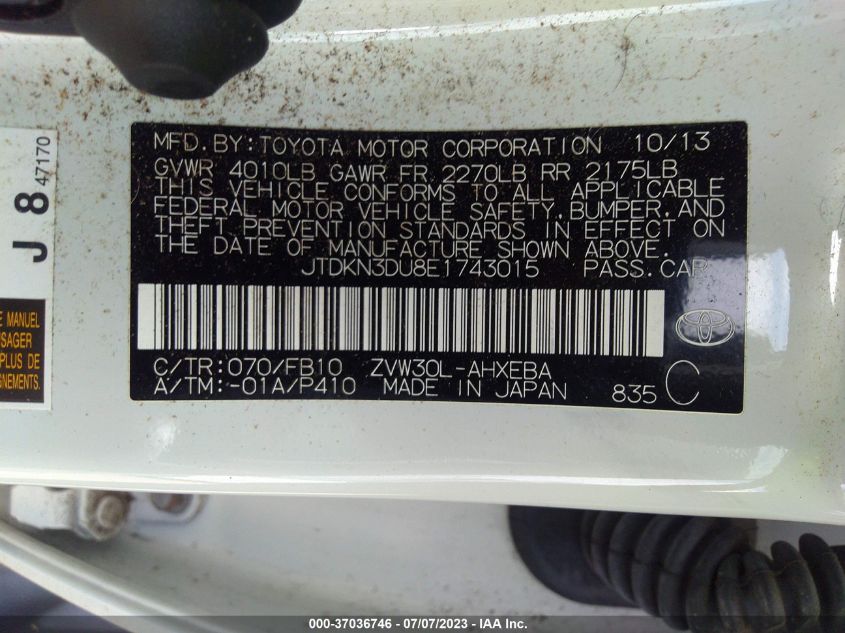 MFD. BY: TOYOTA MOTOR CORPORATION 10/13
GVWR 4010LB GAWR FR 2270LB RR 2175LB
THIS VEHICLE CONFORMS TO ALL APPLICABLE
FEDERAL MOTOR VEHICLE SAFETY, BUMPER, AND
THEFT PREVENTION STANDARDS IN EFFECT ON
THE DATE OF MANUFACTURE SHOWN ABOVE.
JTDKN3DU8E1743015 PASS. CAR
C/TR: 070/FB10 ZVW30L-AHXEBA
A/TM: -01A/P410 MADE IN JAPAN 835 C
J 8 47170
E MANUEL
SAGER
PLUS DE
GNEMENTS.
000-37036746 - 07/07/2023 - IAAI Inc.